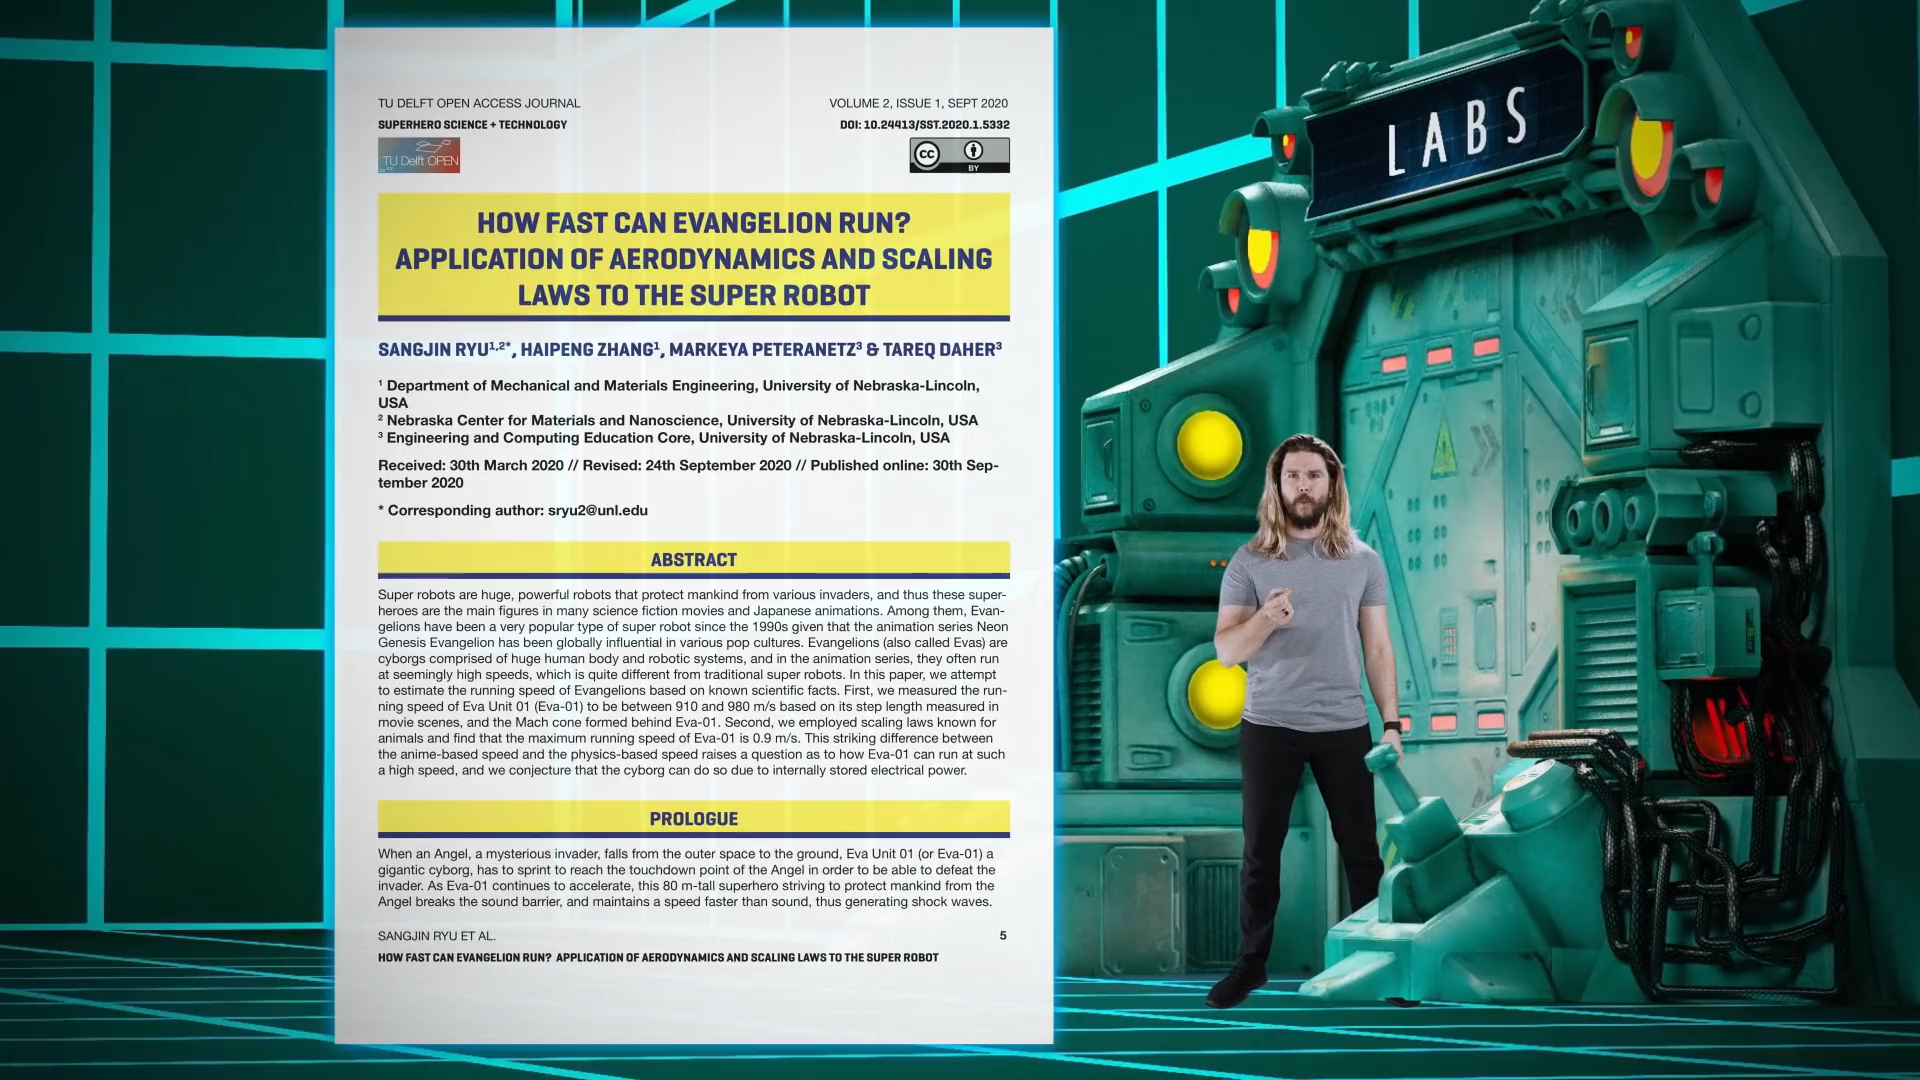 TU DELFT OPEN ACCESS JOURNAL
VOLUME 2, ISSUE 1, SEPT 2020
SUPERHERO SCIENCE + TECHNOLOGY
DOI: 10.24413/SST.2020.1.5332
TU Delft OPEN
CC
BY
HOW FAST CAN EVANGELION RUN?
APPLICATION OF AERODYNAMICS AND SCALING
LAWS TO THE SUPER ROBOT
SANGJIN RYU1,2*, HAIPENG ZHANG1, MARKEYA PETERANETZ3 & TAREQ DAHER3
1 Department of Mechanical and Materials Engineering, University of Nebraska-Lincoln,
USA
2 Nebraska Center for Materials and Nanoscience, University of Nebraska-Lincoln, USA
3 Engineering and Computing Education Core, University of Nebraska-Lincoln, USA
Received: 30th March 2020 // Revised: 24th September 2020 // Published online: 30th Sep-
tember 2020
* Corresponding author: sryu2@unl.edu
ABSTRACT
Super robots are huge, powerful robots that protect mankind from various invaders, and thus these super-
heroes are the main figures in many science fiction movies and Japanese animations. Among them, Evan-
gelions have been a very popular type of super robot since the 1990s given that the animation series Neon
Genesis Evangelion has been globally influential in various pop cultures. Evangelions (also called Evas) are
cyborgs comprised of huge human body and robotic systems, and in the animation series, they often run
at seemingly high speeds, which is quite different from traditional super robots. In this paper, we attempt
to estimate the running speed of Evangelions based on known scientific facts. First, we measured the run-
ning speed of Eva Unit 01 (Eva-01) to be between 910 and 980 m/s based on its step length measured in
movie scenes, and the Mach cone formed behind Eva-01. Second, we employed scaling laws known for
animals and find that the maximum running speed of Eva-01 is 0.9 m/s. This striking difference between
the anime-based speed and the physics-based speed raises a question as to how Eva-01 can run at such
a high speed, and we conjecture that the cyborg can do so due to internally stored electrical power.
PROLOGUE
When an Angel, a mysterious invader, falls from the outer space to the ground, Eva Unit 01 (or Eva-01) a
gigantic cyborg, has to sprint to reach the touchdown point of the Angel in order to be able to defeat the
invader. As Eva-01 continues to accelerate, this 80 m-tall superhero striving to protect mankind from the
Angel breaks the sound barrier, and maintains a speed faster than sound, thus generating shock waves.
SANGJIN RYU ET AL.
5
HOW FAST CAN EVANGELION RUN? APPLICATION OF AERODYNAMICS AND SCALING LAWS TO THE SUPER ROBOT
LABS